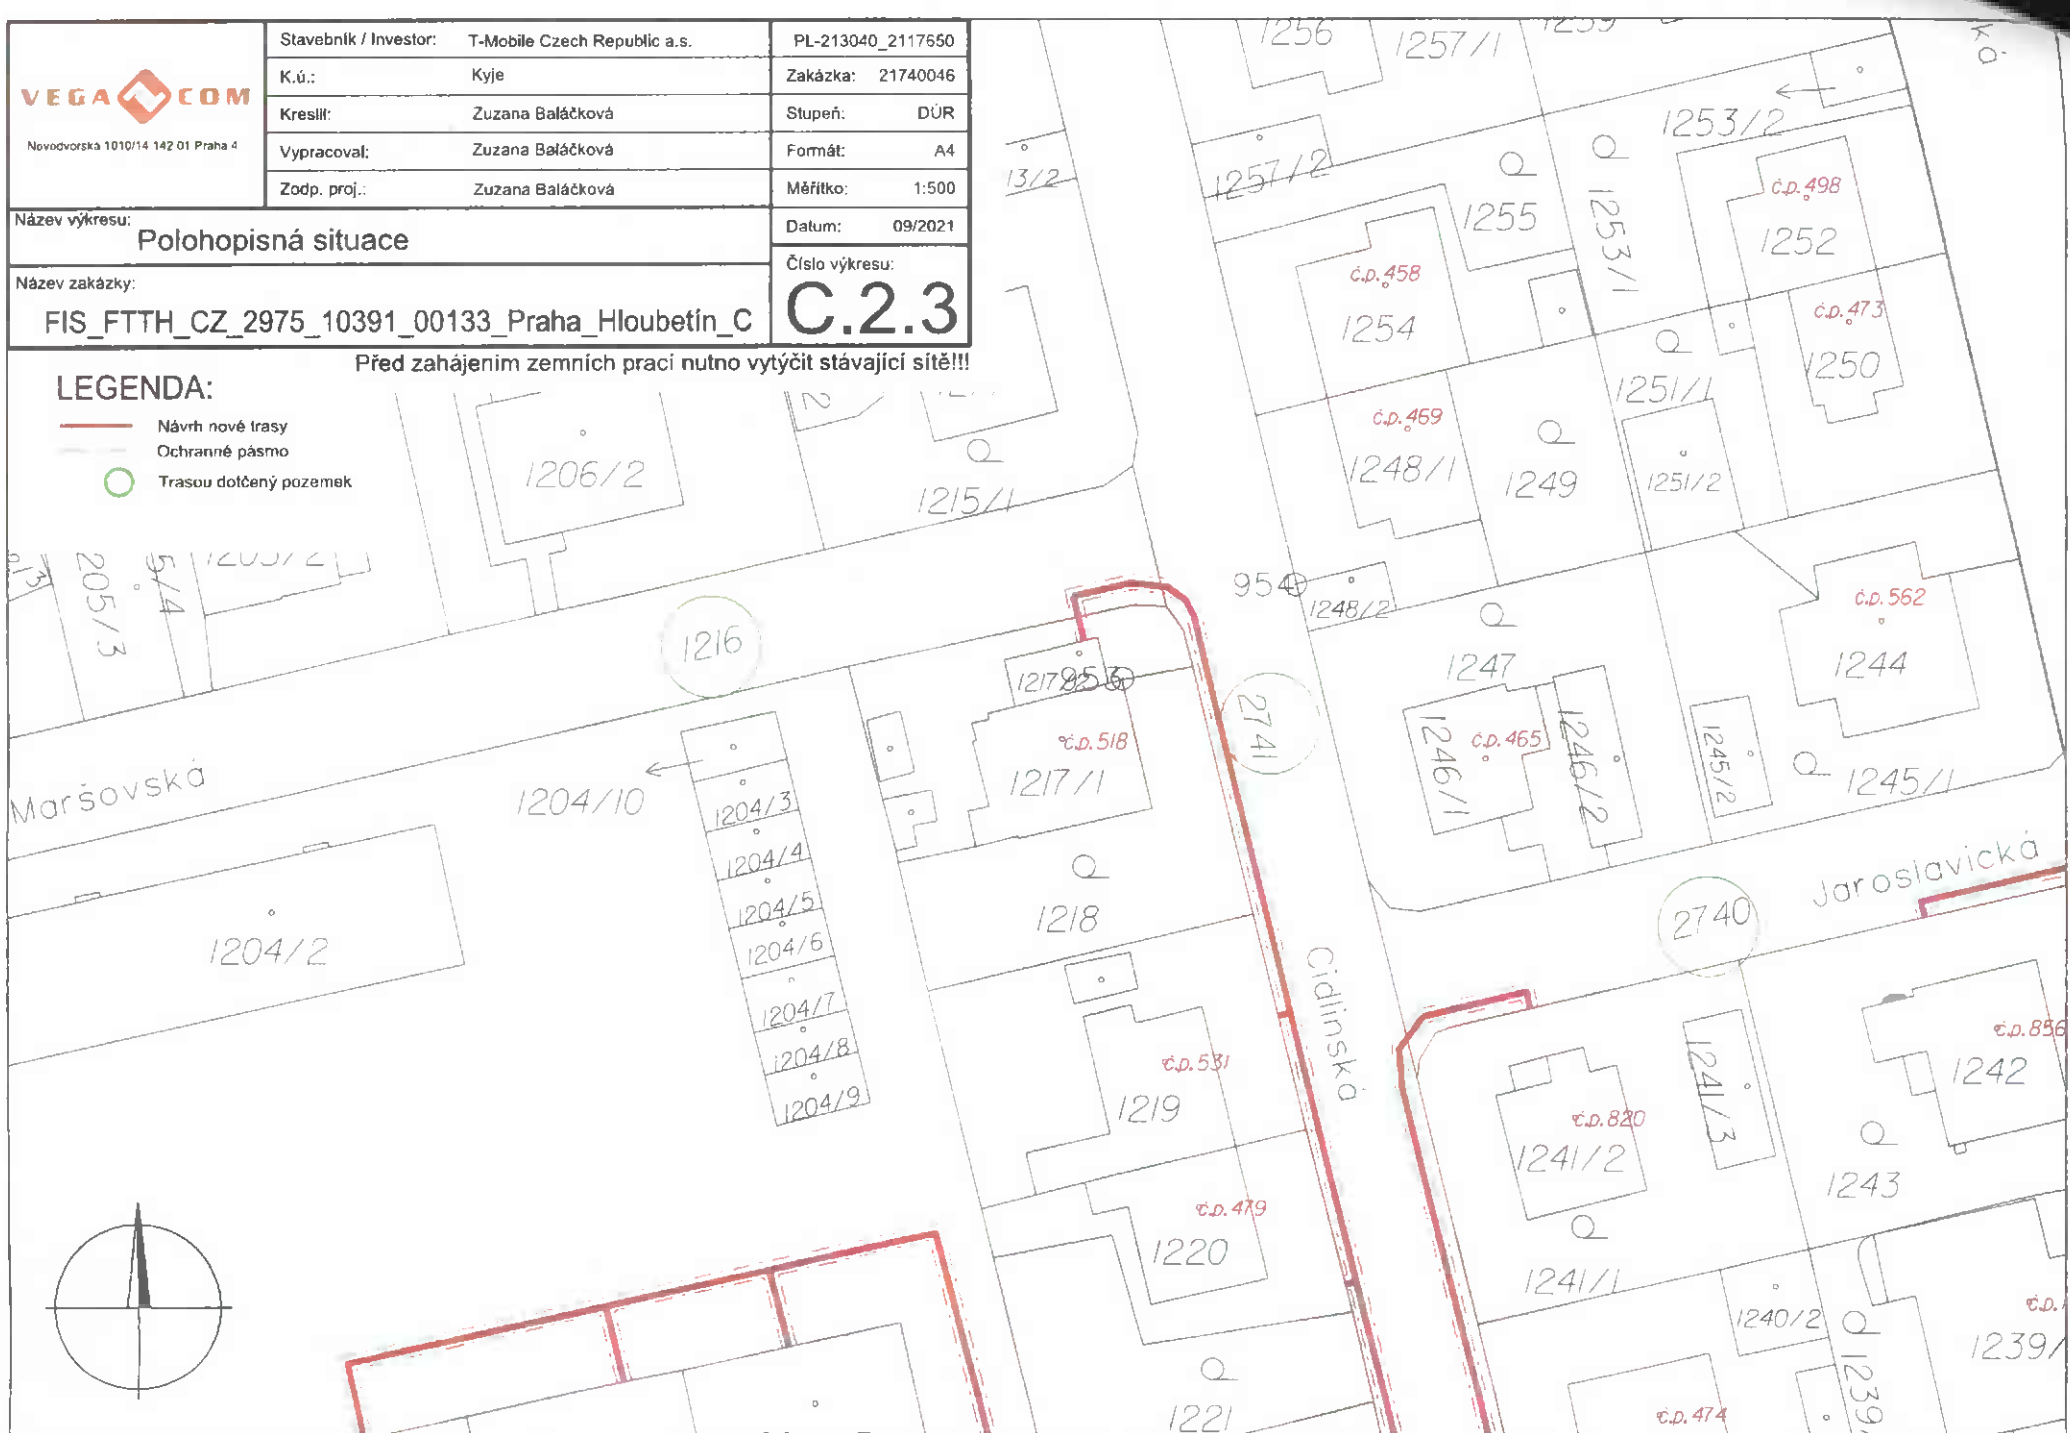 VEGA COM
Novodvorská 1010/14 142 01 Praha 4
Stavebník / Investor: T-Mobile Czech Republic a.s.
K.ú.: Kyje
Kreslil: Zuzana Baláčková
Vypracoval: Zuzana Baláčková
Zodp. proj.: Zuzana Baláčková
PL-213040_2117650
Zakázka: 21740046
Stupeň: DÚR
Formát: A4
Měřítko: 1:500
Datum: 09/2021
Název výkresu:
Polohopisná situace
Název zakázky:
FIS_FTTH_CZ_2975_10391_00133_Praha_Hloubetín_C
Číslo výkresu:
C.2.3
Před zahájením zemních prací nutno vytýčit stávající sítě!!!
LEGENDA:
Návrh nové trasy
Ochranné pásmo
Trasou dotčený pozemek
1256
1257/1
1253/2
13/2
1257/2
1255
1253/1
č.p.498
1252
č.p.458
1254
č.p.473
1250
1251/1
č.p.469
1248/1
1249
1251/2
1206/2
1215/1
205/3
5/4
1216
954
1248/2
1247
č.p.562
1244
č.p.518
1217/1
2741
1246/1
č.p.465
1246/2
1245/2
1245/1
Maršovská
1204/10
1204/3
1204/4
1204/5
1204/6
1204/7
1204/8
1204/9
1204/2
1218
Cidlinská
Jaroslavická
2740
č.p.531
1219
č.p.820
1241/2
1241/3
č.p.856
1242
1243
č.p.479
1220
1241/1
1240/2
č.p.
1239/
1239
1221
č.p.474